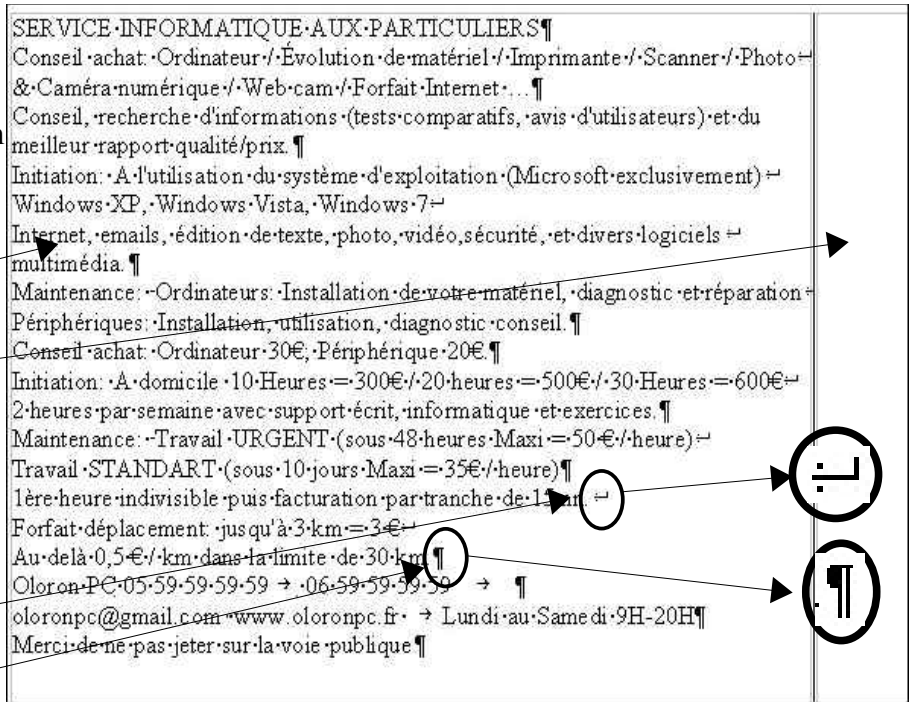 SERVICE INFORMATIQUE AUX PARTICULIERS¶
Conseil achat: Ordinateur / Évolution de matériel / Imprimante / Scanner / Photo↵
& Caméra numérique / Web cam / Forfait Internet …¶
Conseil, recherche d'informations (tests comparatifs, avis d'utilisateurs) et du
meilleur rapport qualité/prix.¶
Initiation: A l'utilisation du système d'exploitation (Microsoft exclusivement)↵
Windows XP, Windows Vista, Windows 7↵
Internet, emails, édition de texte, photo, vidéo,sécurité, et divers logiciels ↵
multimédia.¶
Maintenance: -Ordinateurs: Installation de votre matériel, diagnostic et réparation↵
Périphériques: Installation, utilisation, diagnostic conseil.¶
Conseil achat: Ordinateur 30€; Périphérique 20€.¶
Initiation: A domicile 10 Heures = 300€ / 20 heures = 500€ / 30 Heures = 600€↵
2 heures par semaine avec support écrit, informatique et exercices.¶
Maintenance: -Travail URGENT (sous 48 heures Maxi = 50 € / heure)↵
Travail STANDART (sous 10 jours Maxi = 35€ / heure)¶
1ère heure indivisible puis facturation par tranche de ↵
Forfait déplacement: jusqu'à 3 km = 3 €↵
Au delà 0,5 € / km dans la limite de 30 km ¶
Oloron PC 05 59 59 59 59 → . 06 59 59 59 59 → ¶
oloronpc@gmail.com www.oloronpc.fr → Lundi au Samedi 9H-20H¶
Merci de ne pas jeter sur la voie publique¶